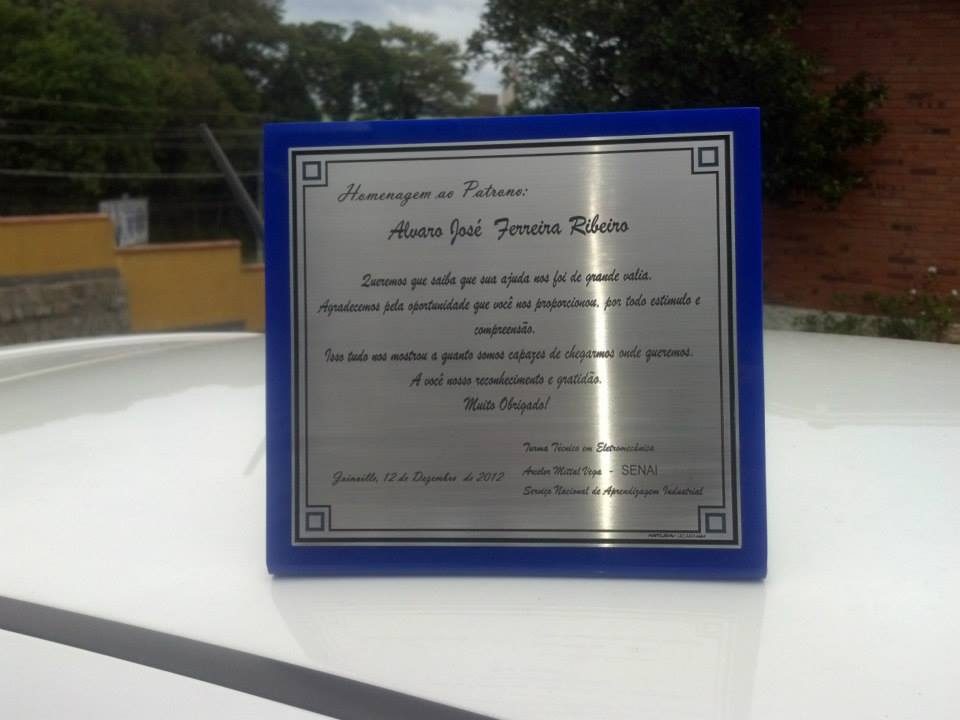 Homenagem ao Patrono:
Alvaro José Ferreira Ribeiro
Queremos que saiba que sua ajuda nos foi de grande valia.
Agradecemos pela oportunidade que você nos proporcionou, por todo estimulo e
compreensão.
Isso tudo nos mostrou a quanto somos capazes de chegarmos onde queremos.
A você nosso reconhecimento e gratidão.
Muito Obrigado!
Turma Técnico em Eletromecânica
Joinville, 12 de Dezembro de 2012
Arceler Mittal Vega - SENAI
Serviço Nacional de Aprendizagem Industrial